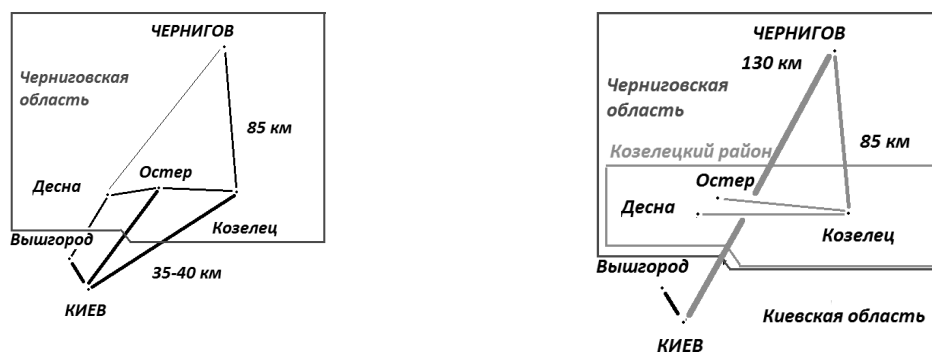 ЧЕРНИГОВ
Черниговская
область
85 км
Десна
Остер
Вышгород
Козелец
35-40 км
КИЕВ
ЧЕРНИГОВ
130 км
Черниговская
область
Козелецкий район
85 км
Остер
Десна
Козелец
Вышгород
Киевская область
КИЕВ